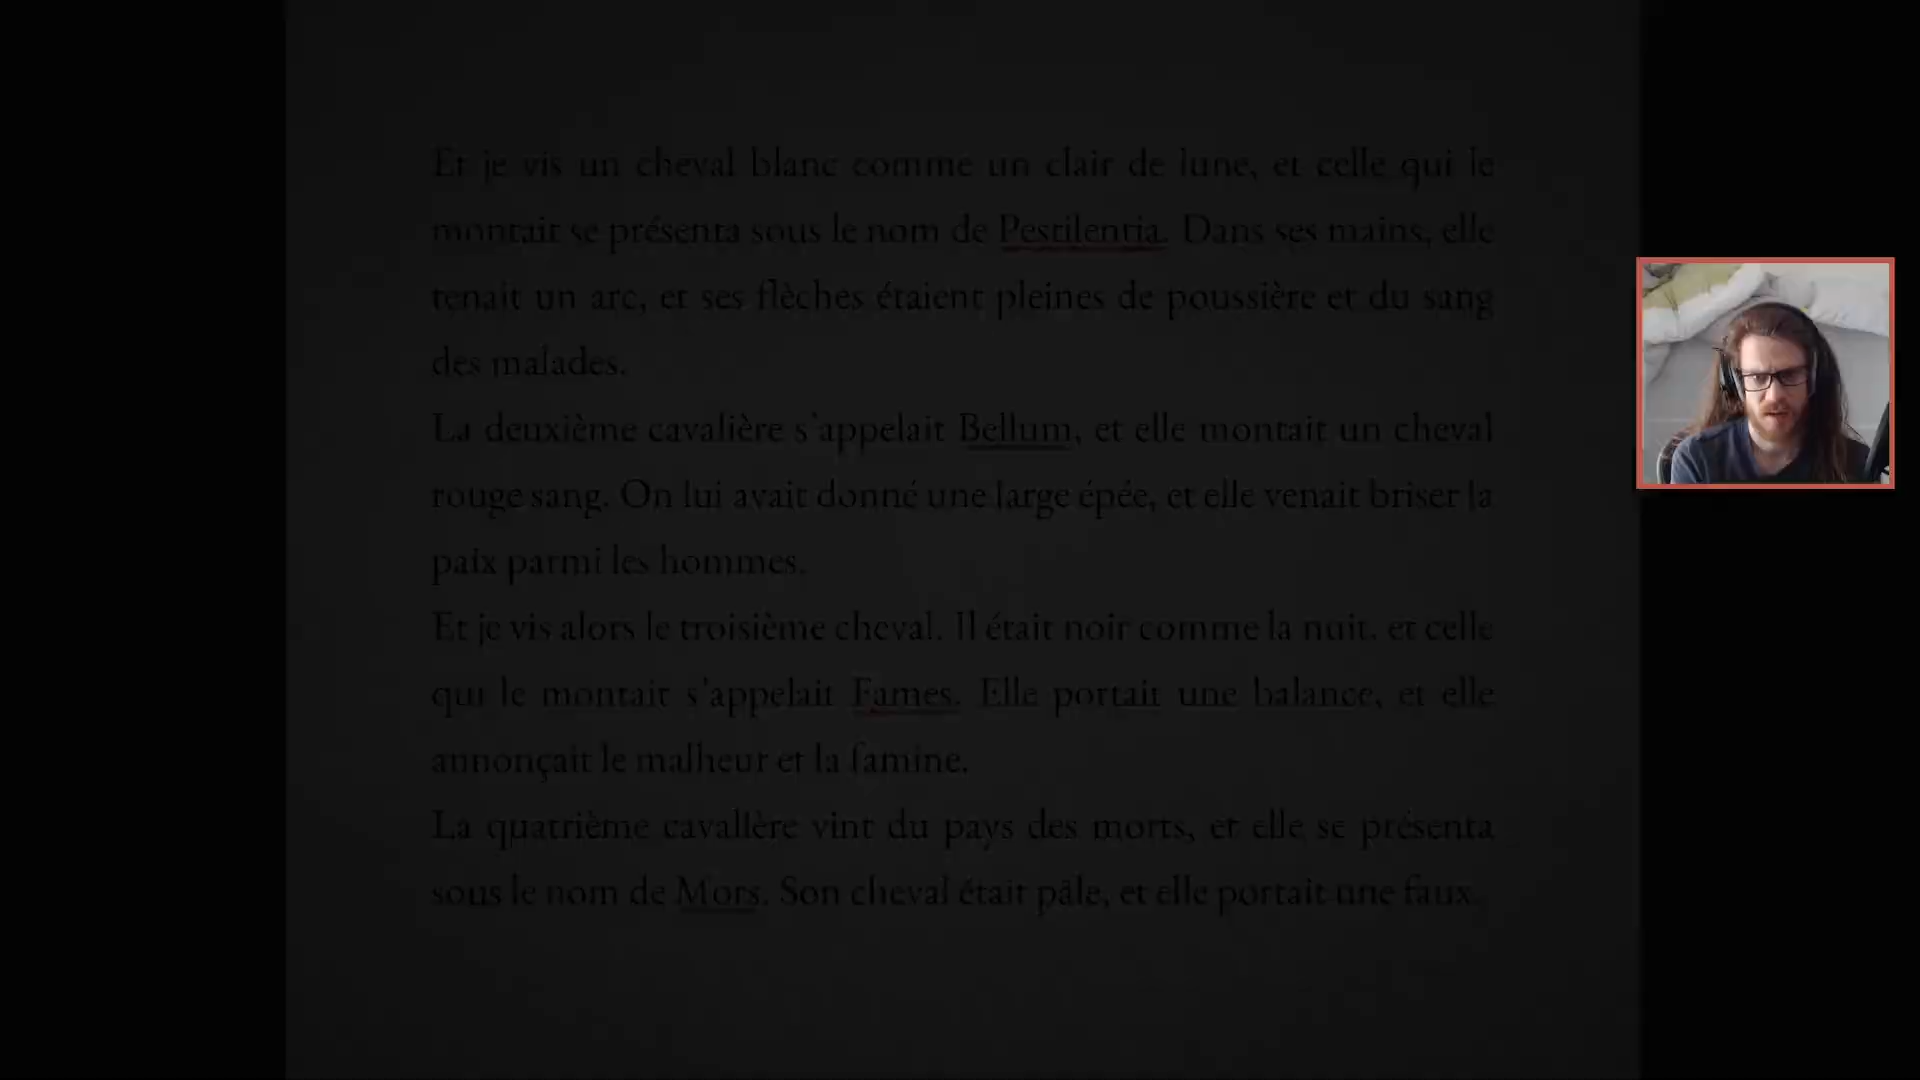 Et je vis un cheval blanc comme un clair de lune, et celle qui le
montait se présenta sous le nom de Pestilentia. Dans ses mains, elle
tenait un arc, et ses flèches étaient pleines de poussière et du sang
des malades.
La deuxième cavalière s'appelait Bellum, et elle montait un cheval
rouge sang. On lui avait donné une large épée, et elle venait briser la
paix parmi les hommes.
Et je vis alors le troisième cheval. Il était noir comme la nuit, et celle
qui le montait s'appelait Fames. Elle portait une balance, et elle
annonçait le malheur et la famine.
La quatrième cavalière vint du pays des morts, et elle se présenta
sous le nom de Mors. Son cheval était pâle, et elle portait une faux.